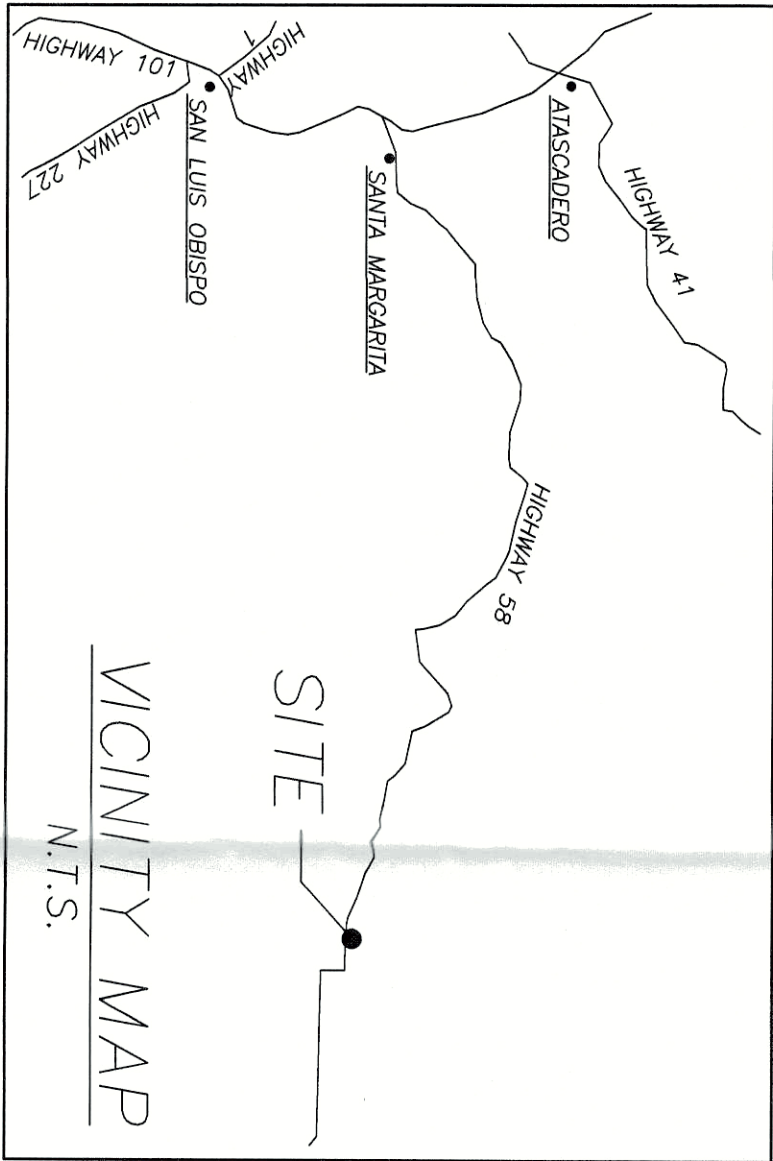 HIGHWAY 41
ATASCADERO
HIGHWAY 58
SANTA MARGARITA
HIGHWAY
1
SAN LUIS OBISPO
HIGHWAY 101
HIGHWAY 227
SITE
VICINITY MAP
N.T.S.